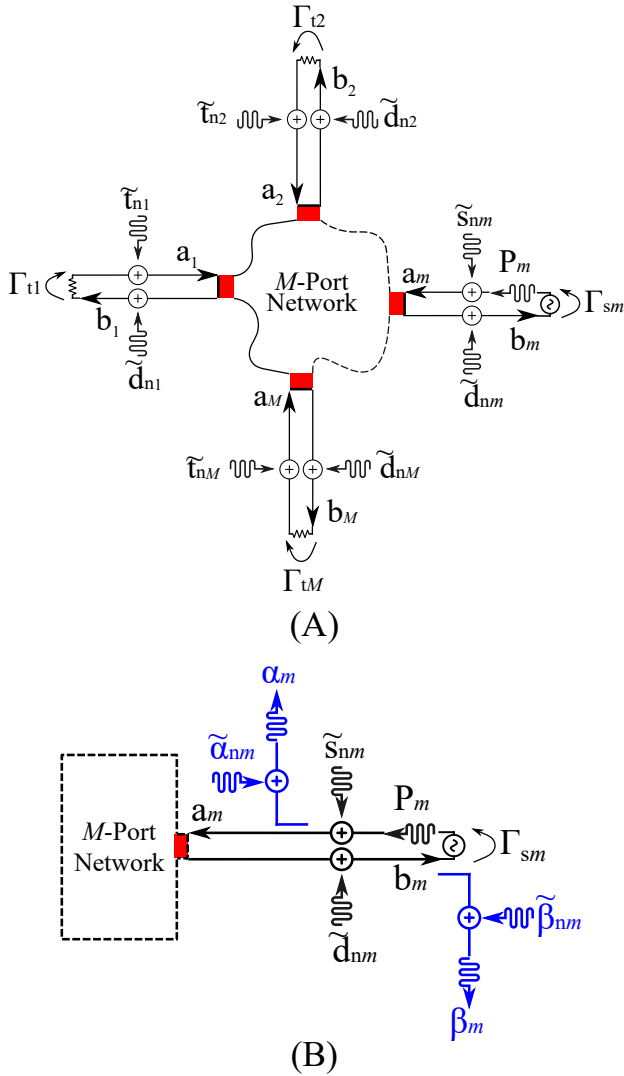 Γt2
b2
t̃n2
d̃n2
a2
t̃n1
s̃nm
a1
am
Pm
Γt1
M-Port
Network
Γsm
b1
bm
d̃n1
d̃nm
aM
t̃nM
d̃nM
bM
ΓtM
(A)
αm
α̃nm
s̃nm
am
Pm
M-Port
Network
Γsm
bm
d̃nm
β̃nm
βm
(B)